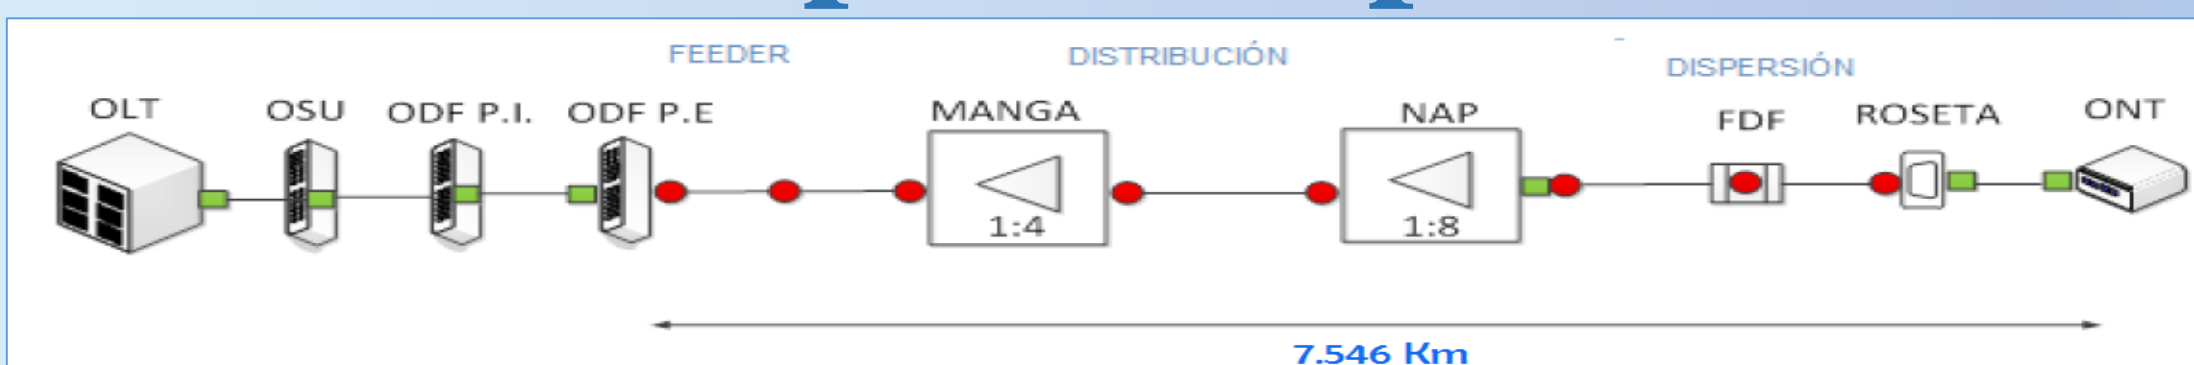 FEEDER
DISTRIBUCIÓN
DISPERSIÓN
OLT
OSU
ODF P.I.
ODF P.E
MANGA
NAP
FDF
ROSETA
ONT
1:4
1:8
7.546 Km